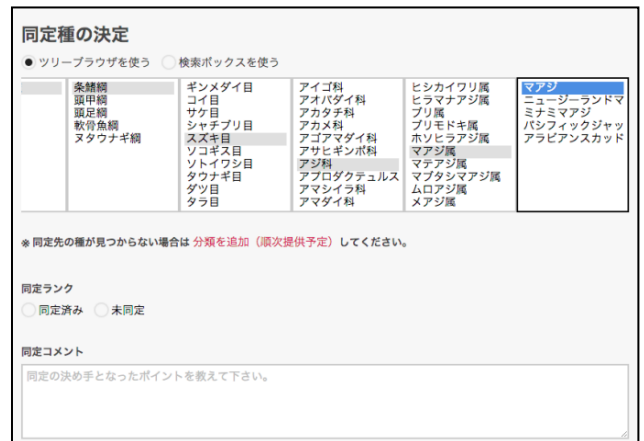 同定種の決定
ツリーブラウザを使う 検索ボックスを使う
条鰭綱
頭甲綱
頭足綱
軟骨魚綱
ヌタウナギ綱
ギンメダイ目
コイ目
サケ目
シャチブリ目
スズキ目
ソコギス目
ソトイワシ目
タウナギ目
ダツ目
タラ目
アイゴ科
アオバダイ科
アカタチ科
アカメ科
アゴアマダイ科
アサヒギンポ科
アジ科
アプロダクテュルス
アマシイラ科
アマダイ科
ヒシカイワリ属
ヒラマナアジ属
ブリ属
ブリモドキ属
ホソヒラアジ属
マアジ属
マテアジ属
マブタシマアジ属
ムロアジ属
メアジ属
マアジ
ニュージーランドマ
ミナミマアジ
パシフィックジャッ
アラビアンスカッド
※ 同定先の種が見つからない場合は 分類を追加（順次提供予定）してください。
同定ランク
同定済み 未同定
同定コメント
同定の決め手となったポイントを教えて下さい。